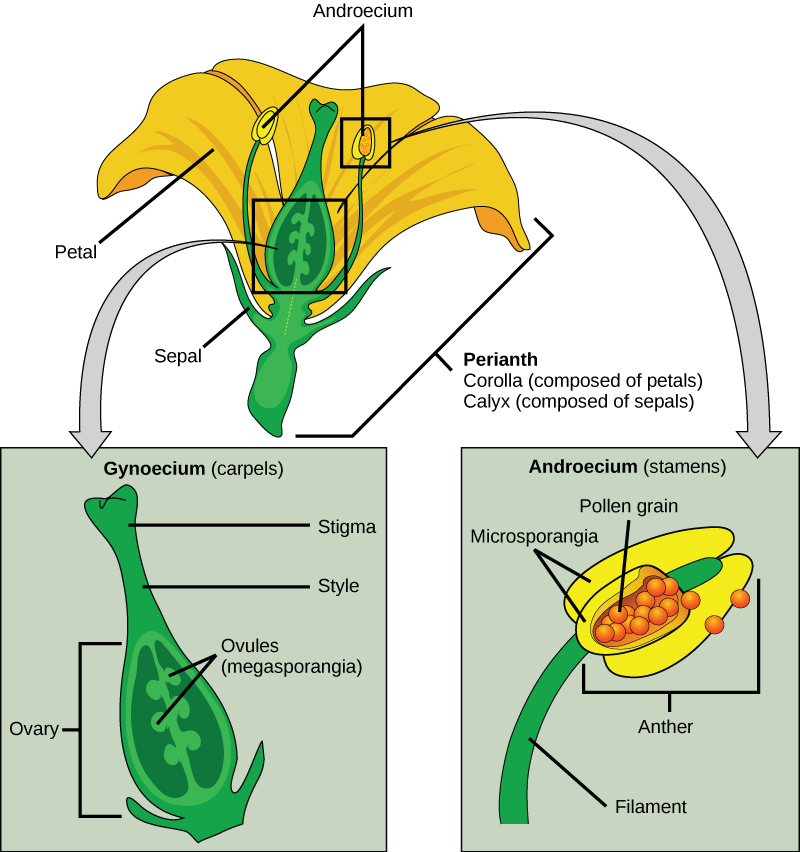 Androecium
Petal
Sepal
Perianth
Corolla (composed of petals)
Calyx (composed of sepals)
Gynoecium (carpels)
Stigma
Style
Ovules
(megasporangia)
Ovary
Androecium (stamens)
Pollen grain
Microsporangia
Anther
Filament